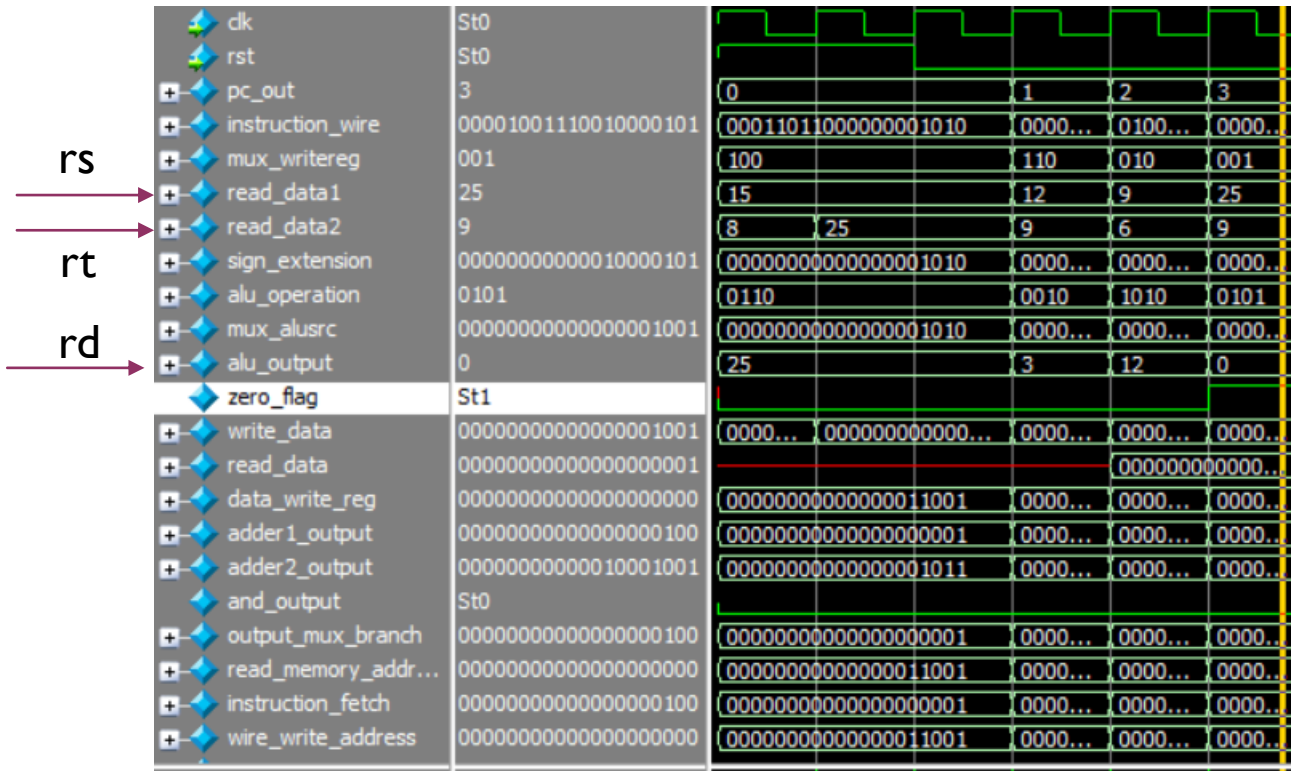 clk St0
rst St0
pc_out 3 0 1 2 3
instruction_wire 00001001110010000101 00011011000000001010 0000... 0100... 0000...
rs
mux_writereg 001 100 110 010 001
read_data1 25 15 12 9 25
read_data2 9 8 25 9 6 9
rt
sign_extension 00000000000010000101 00000000000000001010 0000... 0000... 0000...
alu_operation 0101 0110 0010 1010 0101
mux_alusrc 00000000000000001001 00000000000000001010 0000... 0000... 0000...
rd
alu_output 0 25 3 12 0
zero_flag St1
write_data 00000000000000001001 0000... 000000000000... 0000... 0000... 0000...
read_data 00000000000000000001 000000000000...
data_write_reg 00000000000000000000 00000000000000011001 0000... 0000... 0000...
adder1_output 00000000000000000100 00000000000000000001 0000... 0000... 0000...
adder2_output 00000000000010001001 00000000000000001011 0000... 0000... 0000...
and_output St0
output_mux_branch 00000000000000000100 00000000000000000001 0000... 0000... 0000...
read_memory_addr... 00000000000000000000 00000000000000011001 0000... 0000... 0000...
instruction_fetch 00000000000000000100 00000000000000000001 0000... 0000... 0000...
wire_write_address 00000000000000000000 00000000000000011001 0000... 0000... 0000...